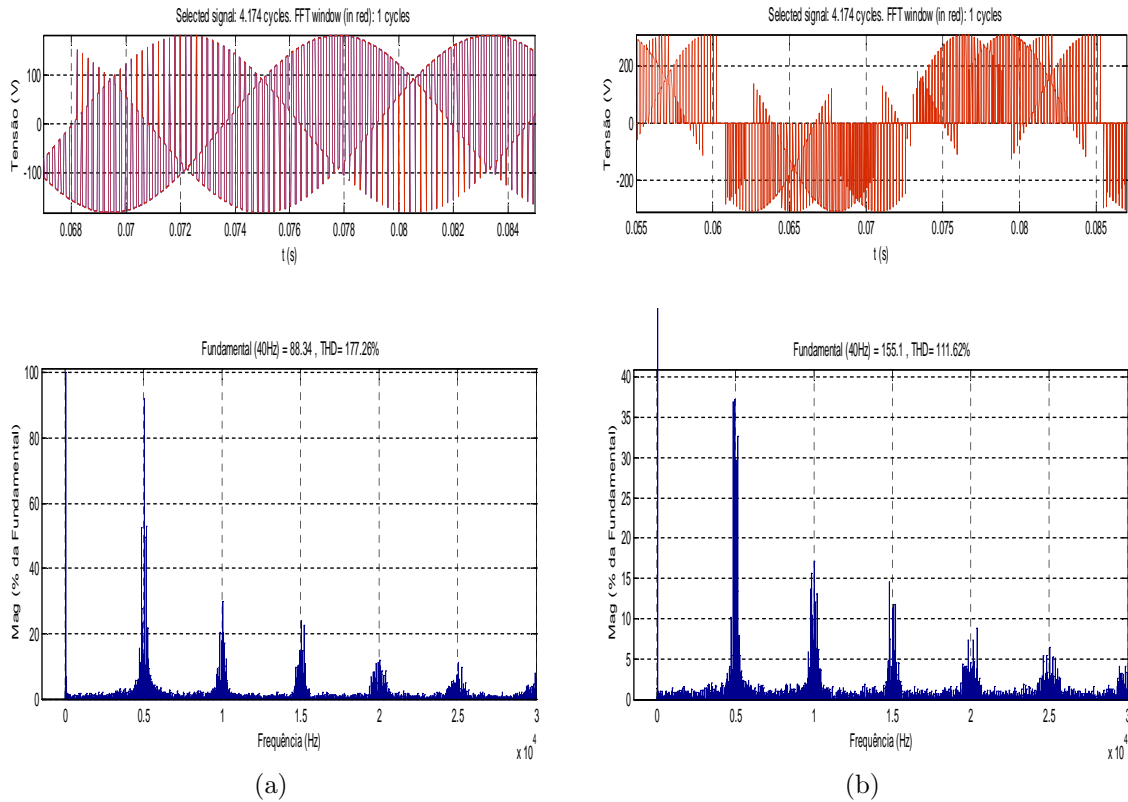 Selected signal: 4.174 cycles. FFT window (in red): 1 cycles
Tensão (V)
100
0
-100
0.068 0.07 0.072 0.074 0.076 0.078 0.08 0.082 0.084
t (s)
Selected signal: 4.174 cycles. FFT window (in red): 1 cycles
Tensão (V)
200
0
-200
0.055 0.06 0.065 0.07 0.075 0.08 0.085
t (s)
Fundamental (40Hz) = 88.34 , THD= 177.26%
Mag (% da Fundamental)
100
80
60
40
20
0
0 0.5 1 1.5 2 2.5 3
x 10^4
Frequência (Hz)
(a)
Fundamental (40Hz) = 155.1 , THD= 111.62%
Mag (% da Fundamental)
40
35
30
25
20
15
10
5
0
0 0.5 1 1.5 2 2.5 3
x 10^4
Frequência (Hz)
(b)